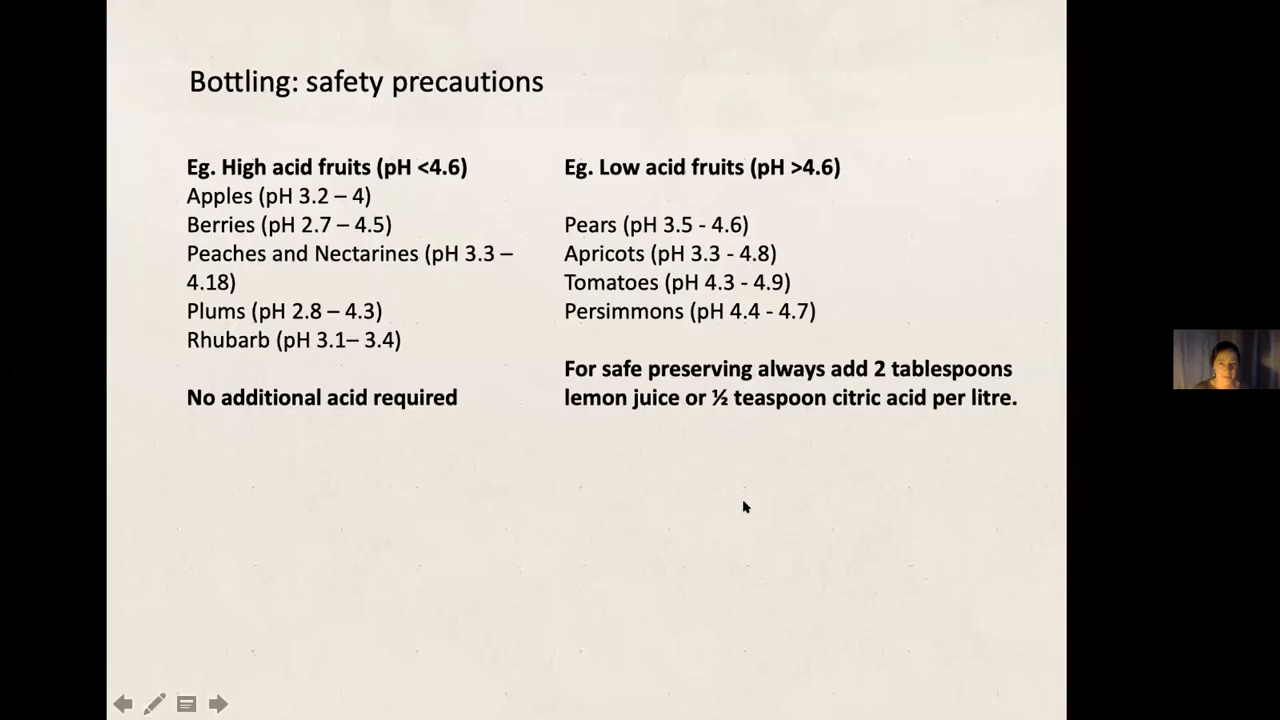 Bottling: safety precautions
Eg. High acid fruits (pH <4.6)
Apples (pH 3.2 – 4)
Berries (pH 2.7 – 4.5)
Peaches and Nectarines (pH 3.3 –
4.18)
Plums (pH 2.8 – 4.3)
Rhubarb (pH 3.1– 3.4)
No additional acid required
Eg. Low acid fruits (pH >4.6)
Pears (pH 3.5 - 4.6)
Apricots (pH 3.3 - 4.8)
Tomatoes (pH 4.3 - 4.9)
Persimmons (pH 4.4 - 4.7)
For safe preserving always add 2 tablespoons
lemon juice or ½ teaspoon citric acid per litre.